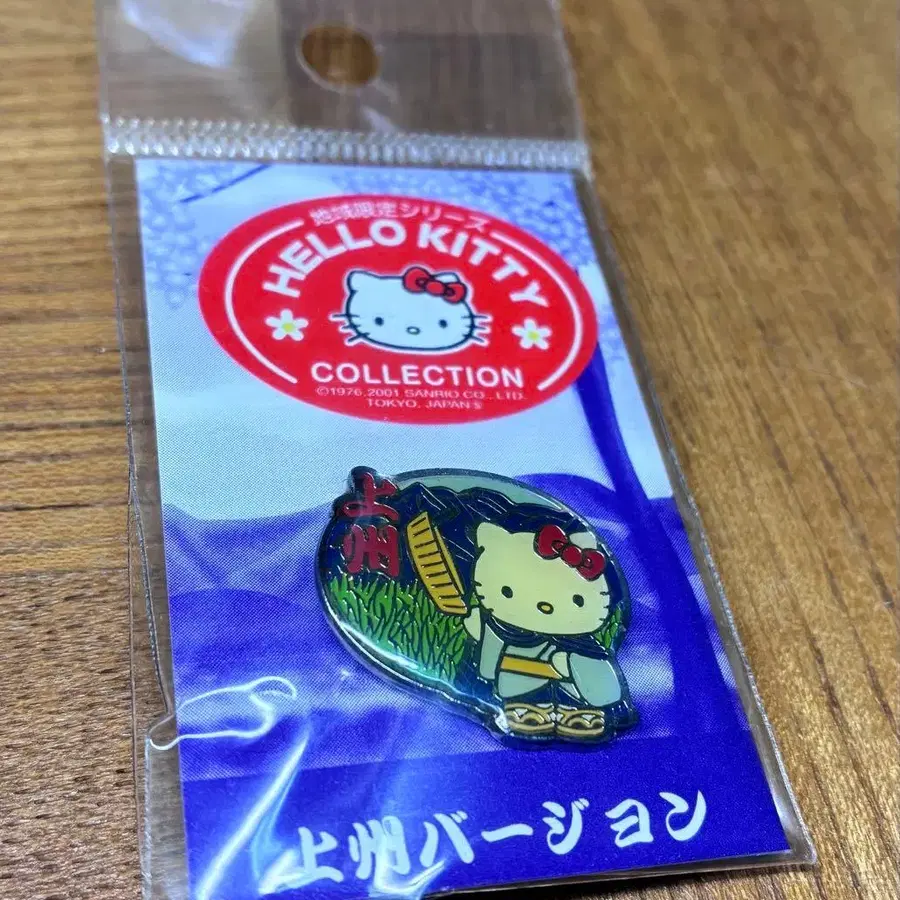 地域限定シリーズ
HELLO KITTY
COLLECTION
©1976,2001 SANRIO CO., LTD.
TOKYO, JAPAN Ⓢ
上州
上州バージョン